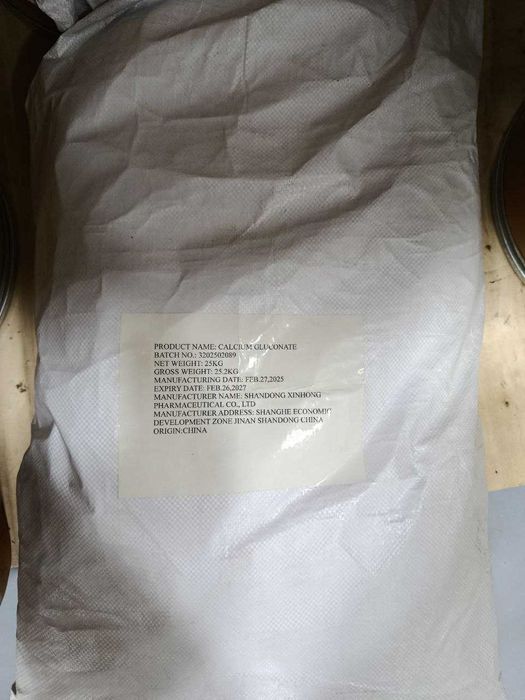 PRODUCT NAME: CALCIUM GLUCONATE
BATCH NO.: 3202502089
NET WEIGHT: 25KG
GROSS WEIGHT: 25.2KG
MANUFACTURING DATE: FEB.27,2025
EXPIRY DATE: FEB.26,2027
MANUFACTURER NAME: SHANDONG XINHONG
PHARMACEUTICAL CO., LTD
MANUFACTURER ADDRESS: SHANGHE ECONOMIC
DEVELOPMENT ZONE JINAN SHANDONG CHINA
ORIGIN:CHINA